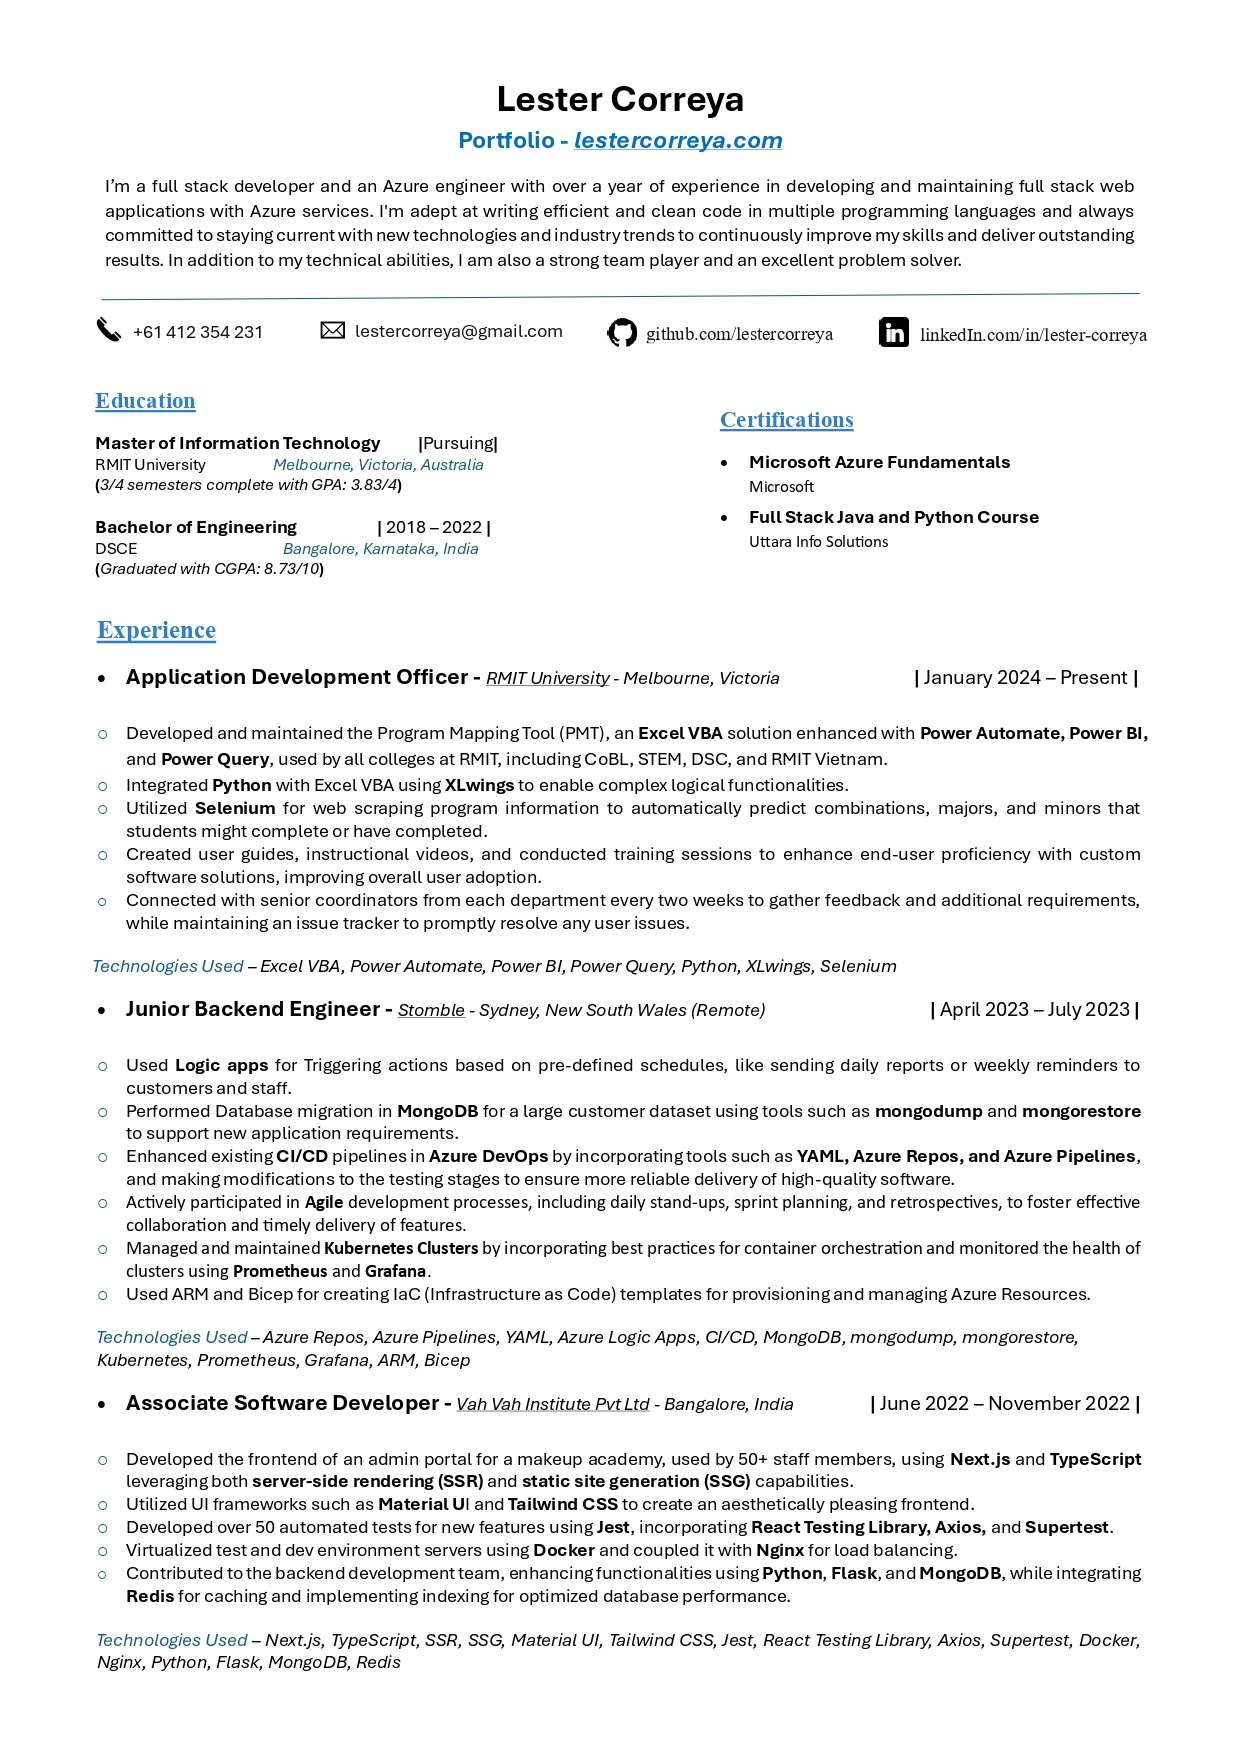 Lester Correya
Portfolio - lestercorreya.com
I’m a full stack developer and an Azure engineer with over a year of experience in developing and maintaining full stack web
applications with Azure services. I'm adept at writing efficient and clean code in multiple programming languages and always
committed to staying current with new technologies and industry trends to continuously improve my skills and deliver outstanding
results. In addition to my technical abilities, I am also a strong team player and an excellent problem solver.
+61 412 354 231 lestercorreya@gmail.com github.com/lestercorreya linkedIn.com/in/lester-correya
Education
Master of Information Technology |Pursuing|
RMIT University Melbourne, Victoria, Australia
(3/4 semesters complete with GPA: 3.83/4)
Bachelor of Engineering | 2018 – 2022 |
DSCE Bangalore, Karnataka, India
(Graduated with CGPA: 8.73/10)
Certifications
• Microsoft Azure Fundamentals
Microsoft
• Full Stack Java and Python Course
Uttara Info Solutions
Experience
• Application Development Officer - RMIT University - Melbourne, Victoria | January 2024 – Present |
○ Developed and maintained the Program Mapping Tool (PMT), an Excel VBA solution enhanced with Power Automate, Power BI,
and Power Query, used by all colleges at RMIT, including CoBL, STEM, DSC, and RMIT Vietnam.
○ Integrated Python with Excel VBA using XLwings to enable complex logical functionalities.
○ Utilized Selenium for web scraping program information to automatically predict combinations, majors, and minors that
students might complete or have completed.
○ Created user guides, instructional videos, and conducted training sessions to enhance end-user proficiency with custom
software solutions, improving overall user adoption.
○ Connected with senior coordinators from each department every two weeks to gather feedback and additional requirements,
while maintaining an issue tracker to promptly resolve any user issues.
Technologies Used – Excel VBA, Power Automate, Power BI, Power Query, Python, XLwings, Selenium
• Junior Backend Engineer - Stomble - Sydney, New South Wales (Remote) | April 2023 – July 2023 |
○ Used Logic apps for Triggering actions based on pre-defined schedules, like sending daily reports or weekly reminders to
customers and staff.
○ Performed Database migration in MongoDB for a large customer dataset using tools such as mongodump and mongorestore
to support new application requirements.
○ Enhanced existing CI/CD pipelines in Azure DevOps by incorporating tools such as YAML, Azure Repos, and Azure Pipelines,
and making modifications to the testing stages to ensure more reliable delivery of high-quality software.
○ Actively participated in Agile development processes, including daily stand-ups, sprint planning, and retrospectives, to foster effective
collaboration and timely delivery of features.
○ Managed and maintained Kubernetes Clusters by incorporating best practices for container orchestration and monitored the health of
clusters using Prometheus and Grafana.
○ Used ARM and Bicep for creating IaC (Infrastructure as Code) templates for provisioning and managing Azure Resources.
Technologies Used – Azure Repos, Azure Pipelines, YAML, Azure Logic Apps, CI/CD, MongoDB, mongodump, mongorestore,
Kubernetes, Prometheus, Grafana, ARM, Bicep
• Associate Software Developer - Vah Vah Institute Pvt Ltd - Bangalore, India | June 2022 – November 2022 |
○ Developed the frontend of an admin portal for a makeup academy, used by 50+ staff members, using Next.js and TypeScript
leveraging both server-side rendering (SSR) and static site generation (SSG) capabilities.
○ Utilized UI frameworks such as Material UI and Tailwind CSS to create an aesthetically pleasing frontend.
○ Developed over 50 automated tests for new features using Jest, incorporating React Testing Library, Axios, and Supertest.
○ Virtualized test and dev environment servers using Docker and coupled it with Nginx for load balancing.
○ Contributed to the backend development team, enhancing functionalities using Python, Flask, and MongoDB, while integrating
Redis for caching and implementing indexing for optimized database performance.
Technologies Used – Next.js, TypeScript, SSR, SSG, Material UI, Tailwind CSS, Jest, React Testing Library, Axios, Supertest, Docker,
Nginx, Python, Flask, MongoDB, Redis